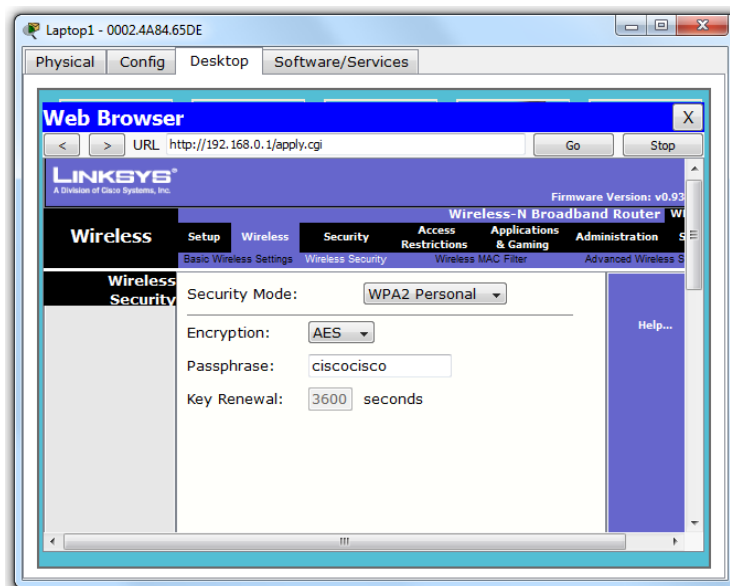 Laptop1 - 0002.4A84.65DE
Physical Config Desktop Software/Services
Web Browser X
< > URL http://192.168.0.1/apply.cgi Go Stop
LINKSYS®
A Division of Cisco Systems, Inc.
Firmware Version: v0.93
Wireless-N Broadband Router
Wireless Setup Wireless Security Access Restrictions Applications & Gaming Administration
Basic Wireless Settings Wireless Security Wireless MAC Filter Advanced Wireless S
Wireless Security
Security Mode: WPA2 Personal
Help...
Encryption: AES
Passphrase: ciscocisco
Key Renewal: 3600 seconds